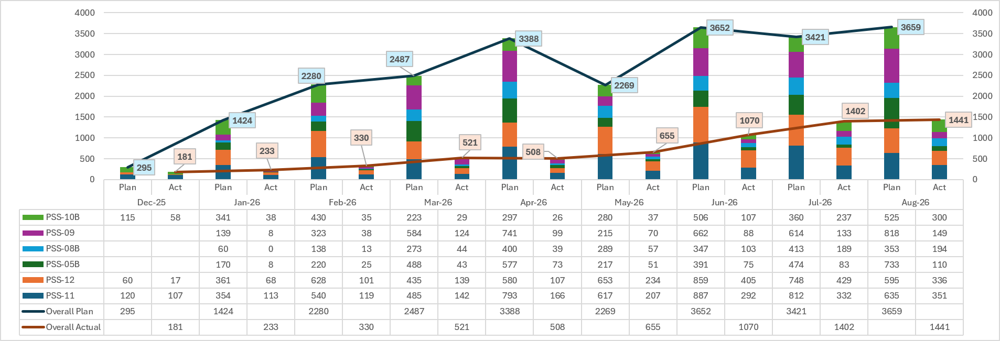 4000 4000
3500 3500
3000 3000
2500 2500
2000 2000
1500 1500
1000 1000
500 500
0 0
295 1424 2280 2487 3388 2269 3652 3421 3659
181 233 330 521 508 655 1070 1402 1441
Plan Act Plan Act Plan Act Plan Act Plan Act Plan Act Plan Act Plan Act Plan Act
Dec-25 Jan-26 Feb-26 Mar-26 Apr-26 May-26 Jun-26 Jul-26 Aug-26
PSS-10B 115 58 341 38 430 35 223 29 297 26 280 37 506 107 360 237 525 300
PSS-09 139 8 323 38 584 124 741 99 215 70 662 88 614 133 818 149
PSS-08B 60 0 138 13 273 44 400 39 289 57 347 103 413 189 353 194
PSS-05B 170 8 220 25 488 43 577 73 217 51 391 75 474 83 733 110
PSS-12 60 17 361 68 628 101 435 139 580 107 653 234 859 405 748 429 595 336
PSS-11 120 107 354 113 540 119 485 142 793 166 617 207 887 292 812 332 635 351
Overall Plan 295 1424 2280 2487 3388 2269 3652 3421 3659
Overall Actual 181 233 330 521 508 655 1070 1402 1441